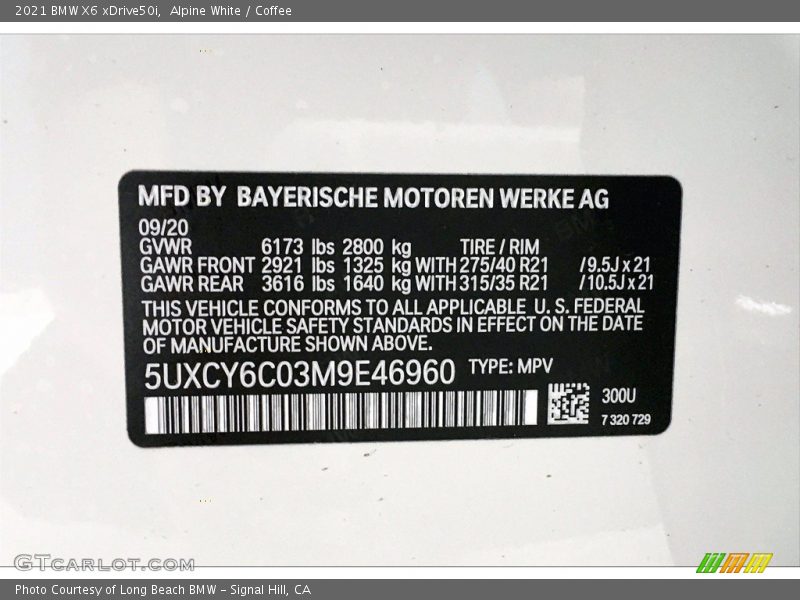 2021 BMW X6 xDrive50i, Alpine White / Coffee
MFD BY BAYERISCHE MOTOREN WERKE AG
09/20
GVWR 6173 lbs 2800 kg TIRE / RIM
GAWR FRONT 2921 lbs 1325 kg WITH 275/40 R21 / 9.5J x 21
GAWR REAR 3616 lbs 1640 kg WITH 315/35 R21 / 10.5J x 21
THIS VEHICLE CONFORMS TO ALL APPLICABLE U. S. FEDERAL
MOTOR VEHICLE SAFETY STANDARDS IN EFFECT ON THE DATE
OF MANUFACTURE SHOWN ABOVE.
5UXCY6C03M9E46960 TYPE: MPV
300U
7 320 729
GTCARLOT.COM
Photo Courtesy of Long Beach BMW - Signal Hill, CA